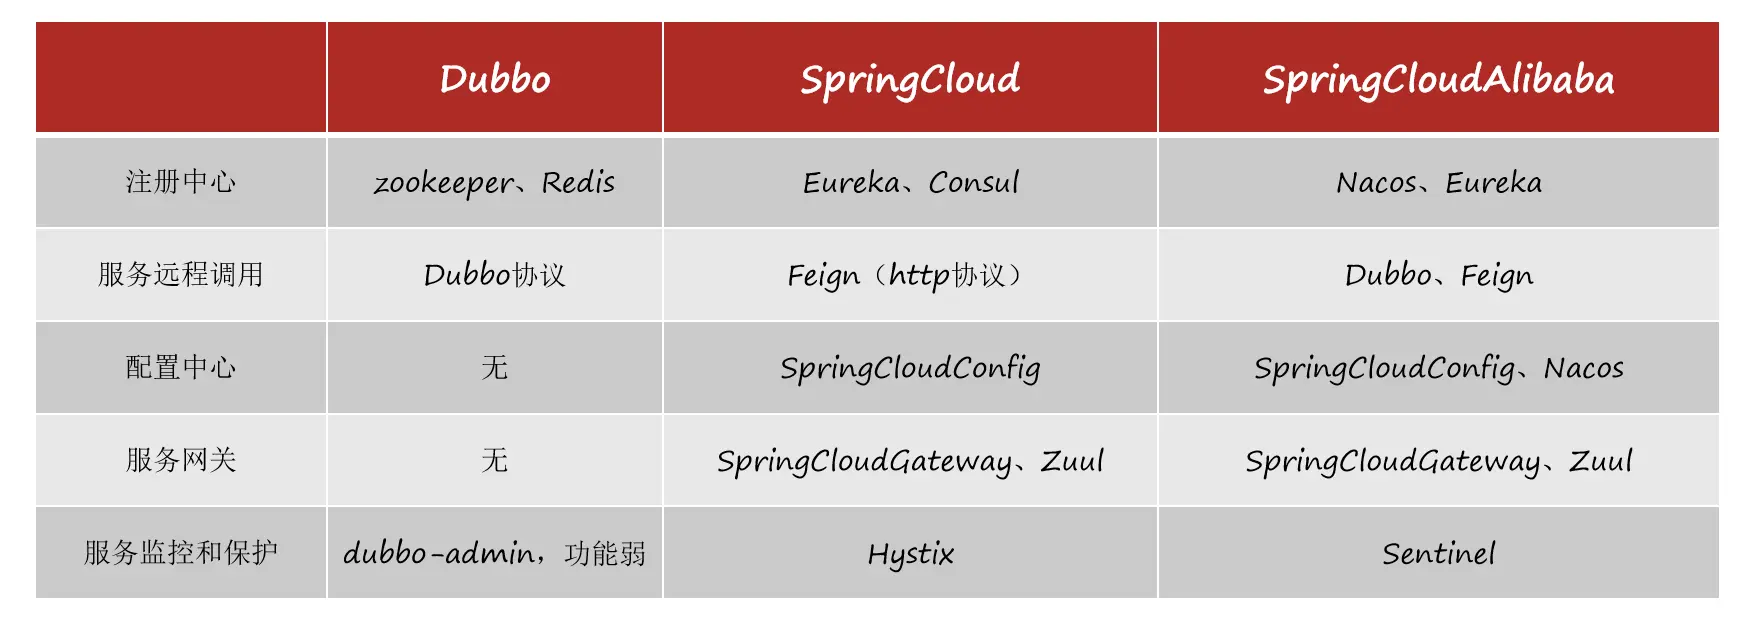 Dubbo SpringCloud SpringCloudAlibaba
注册中心 zookeeper、Redis Eureka、Consul Nacos、Eureka
服务远程调用 Dubbo协议 Feign（http协议） Dubbo、Feign
配置中心 无 SpringCloudConfig SpringCloudConfig、Nacos
服务网关 无 SpringCloudGateway、Zuul SpringCloudGateway、Zuul
服务监控和保护 dubbo-admin，功能弱 Hystix Sentinel